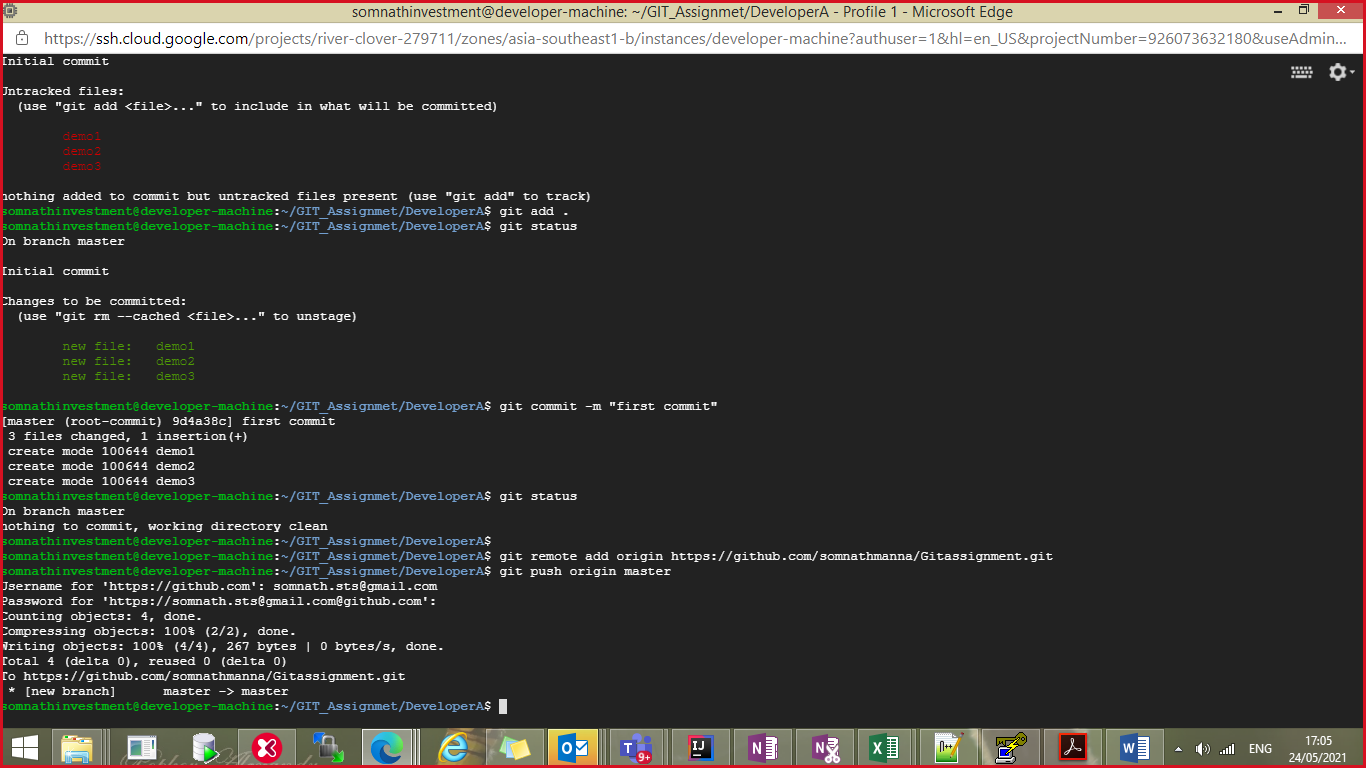 somnathinvestment@developer-machine: ~/GIT_Assignmet/DeveloperA - Profile 1 - Microsoft Edge
https://ssh.cloud.google.com/projects/river-clover-279711/zones/asia-southeast1-b/instances/developer-machine?authuser=1&hl=en_US&projectNumber=926073632180&useAdmin...
Initial commit
Untracked files:
(use "git add <file>..." to include in what will be committed)
demo1
demo2
demo3
nothing added to commit but untracked files present (use "git add" to track)
somnathinvestment@developer-machine:~/GIT_Assignmet/DeveloperA$ git add .
somnathinvestment@developer-machine:~/GIT_Assignmet/DeveloperA$ git status
On branch master
Initial commit
Changes to be committed:
(use "git rm --cached <file>..." to unstage)
new file: demo1
new file: demo2
new file: demo3
somnathinvestment@developer-machine:~/GIT_Assignmet/DeveloperA$ git commit -m "first commit"
[master (root-commit) 9d4a38c] first commit
3 files changed, 1 insertion(+)
create mode 100644 demo1
create mode 100644 demo2
create mode 100644 demo3
somnathinvestment@developer-machine:~/GIT_Assignmet/DeveloperA$ git status
On branch master
nothing to commit, working directory clean
somnathinvestment@developer-machine:~/GIT_Assignmet/DeveloperA$
somnathinvestment@developer-machine:~/GIT_Assignmet/DeveloperA$ git remote add origin https://github.com/somnathmanna/Gitassignment.git
somnathinvestment@developer-machine:~/GIT_Assignmet/DeveloperA$ git push origin master
Username for 'https://github.com': somnath.sts@gmail.com
Password for 'https://somnath.sts@gmail.com@github.com':
Counting objects: 4, done.
Compressing objects: 100% (2/2), done.
Writing objects: 100% (4/4), 267 bytes | 0 bytes/s, done.
Total 4 (delta 0), reused 0 (delta 0)
To https://github.com/somnathmanna/Gitassignment.git
* [new branch] master -> master
somnathinvestment@developer-machine:~/GIT_Assignmet/DeveloperA$
9+
ENG
17:05
24/05/2021